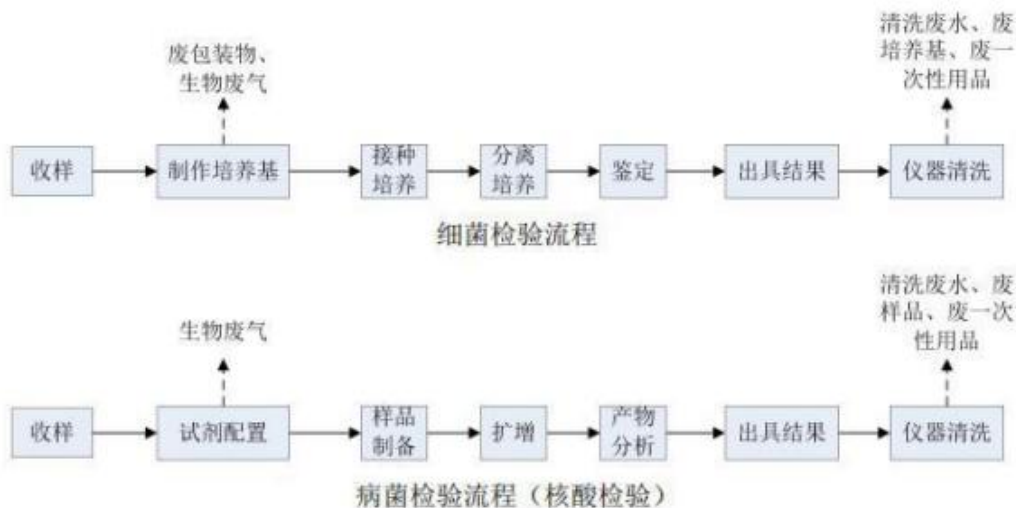 废包装物、
生物废气
清洗废水、废
培养基、废一
次性用品
收样
制作培养基
接种
培养
分离
培养
鉴定
出具结果
仪器清洗
细菌检验流程
生物废气
清洗废水、废
样品、废一次
性用品
收样
试剂配置
样品
制备
扩增
产物
分析
出具结果
仪器清洗
病菌检验流程（核酸检验）